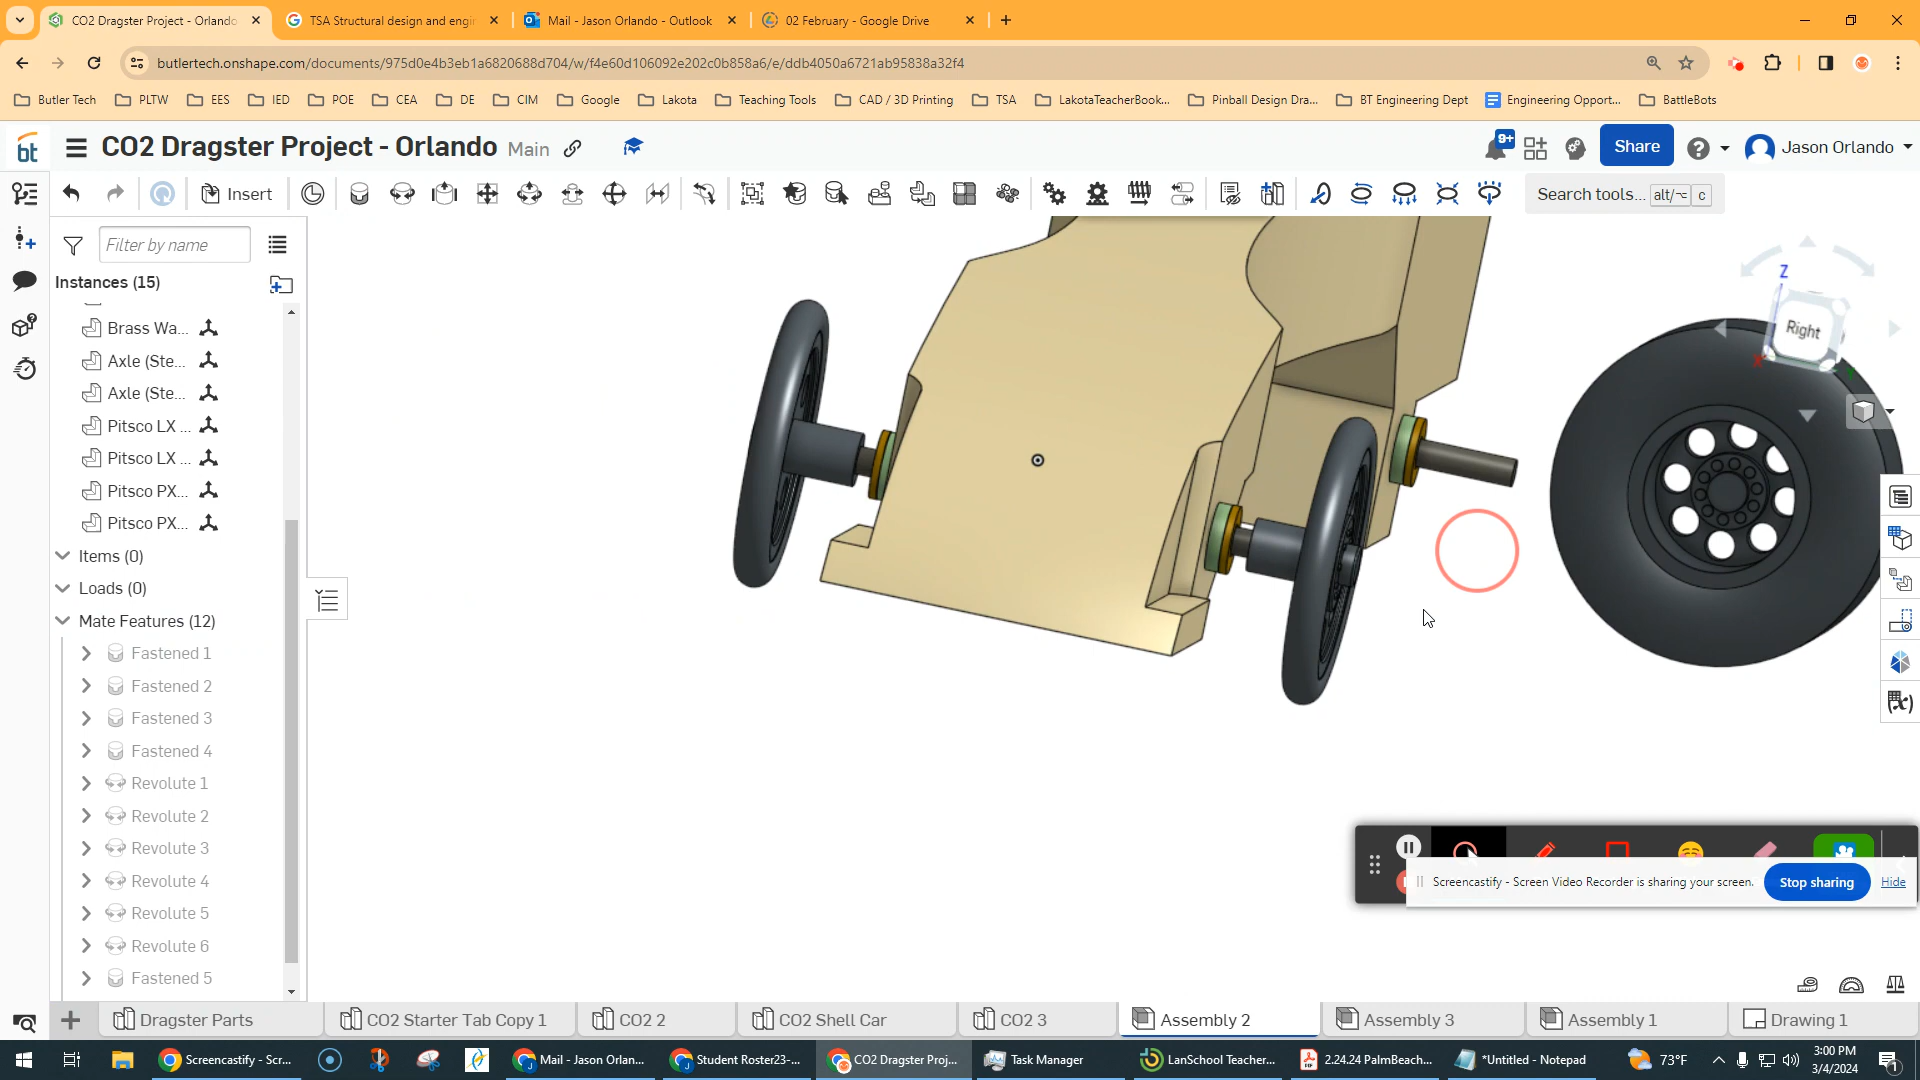 CO2 Dragster Project - Orlando
TSA Structural design and engin
Mail - Jason Orlando - Outlook
02 February - Google Drive
butlertech.onshape.com/documents/975d0e4b3eb1a6820688d704/w/f4e60d106092e202c0b858a6/e/ddb4050a6721ab95838a32f4
Butler Tech
PLTW
EES
IED
POE
CEA
DE
CIM
Google
Lakota
Teaching Tools
CAD / 3D Printing
TSA
LakotaTeacherBook...
Pinball Design Dra...
BT Engineering Dept
Engineering Opport...
BattleBots
bt
CO2 Dragster Project - Orlando Main
9+
Share
Jason Orlando
Insert
Search tools... alt/⌥ c
Filter by name
Instances (15)
Brass Wa...
Axle (Ste...
Axle (Ste...
Pitsco LX ...
Pitsco LX ...
Pitsco PX...
Pitsco PX...
Items (0)
Loads (0)
Mate Features (12)
Fastened 1
Fastened 2
Fastened 3
Fastened 4
Revolute 1
Revolute 2
Revolute 3
Revolute 4
Revolute 5
Revolute 6
Fastened 5
Z
Right
Screencastify - Screen Video Recorder is sharing your screen.
Stop sharing
Hide
Dragster Parts
CO2 Starter Tab Copy 1
CO2 2
CO2 Shell Car
CO2 3
Assembly 2
Assembly 3
Assembly 1
Drawing 1
Screencastify - Scr...
Mail - Jason Orlan...
Student Roster23-...
CO2 Dragster Proj...
Task Manager
LanSchool Teacher...
2.24.24 PalmBeach...
*Untitled - Notepad
73°F
3:00 PM
3/4/2024
1